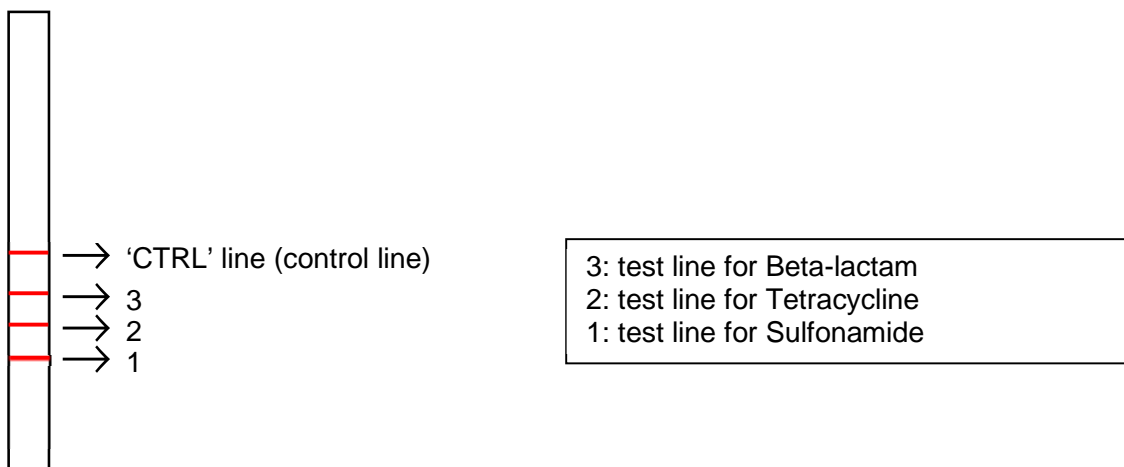 ‘CTRL’ line (control line)
3
2
1
3: test line for Beta-lactam
2: test line for Tetracycline
1: test line for Sulfonamide